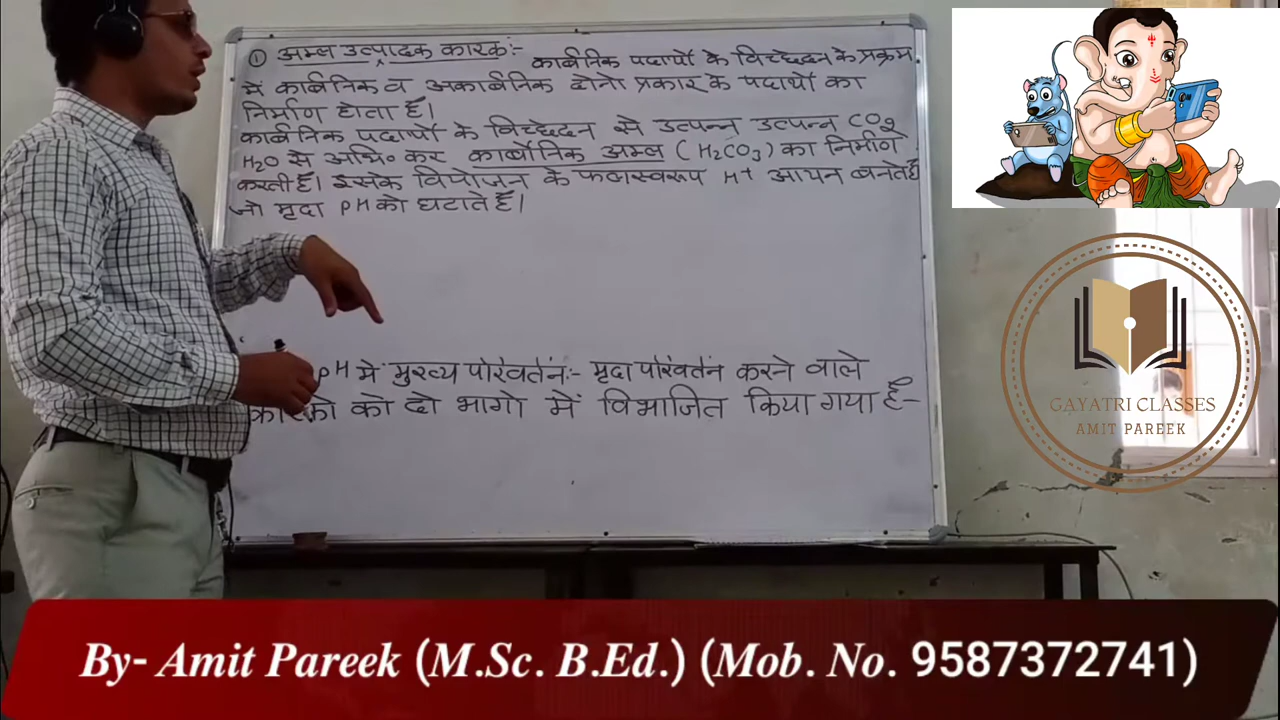 ① अम्ल उत्पादक कारक:- कार्बनिक पदार्थो के विच्छेदन के प्रक्रम
में कार्बनिक व अकार्बनिक दोनो प्रकार के पदार्थो का
निर्माण होता है।
कार्बनिक पदार्थो के विच्छेदन से उत्पन्न उत्पन्न CO2
H2O से अभि० कर कार्बोनिक अम्ल (H2CO3) का निर्माण
करती है। इसके वियोजन के फलस्वरूप H+ आयन बनते है
जो मृदा PH को घटाते है।
PH में मुख्य परिवर्तन:- मृदा परिवर्तन करने वाले
कारको को दो भागो में विभाजित किया गया है-
GAYATRI CLASSES
AMIT PAREEK
By- Amit Pareek (M.Sc. B.Ed.) (Mob. No. 9587372741)